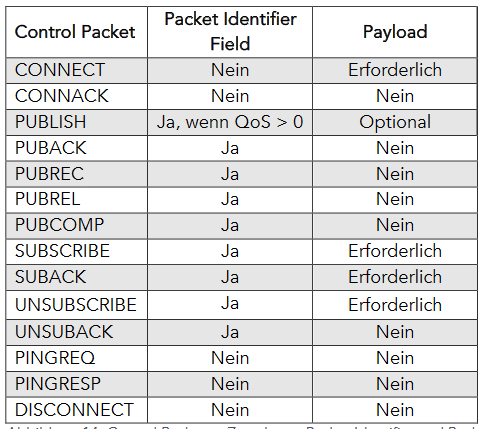 Control Packet Packet Identifier Field Payload
CONNECT Nein Erforderlich
CONNACK Nein Nein
PUBLISH Ja, wenn QoS > 0 Optional
PUBACK Ja Nein
PUBREC Ja Nein
PUBREL Ja Nein
PUBCOMP Ja Nein
SUBSCRIBE Ja Erforderlich
SUBACK Ja Erforderlich
UNSUBSCRIBE Ja Erforderlich
UNSUBACK Ja Nein
PINGREQ Nein Nein
PINGRESP Nein Nein
DISCONNECT Nein Nein